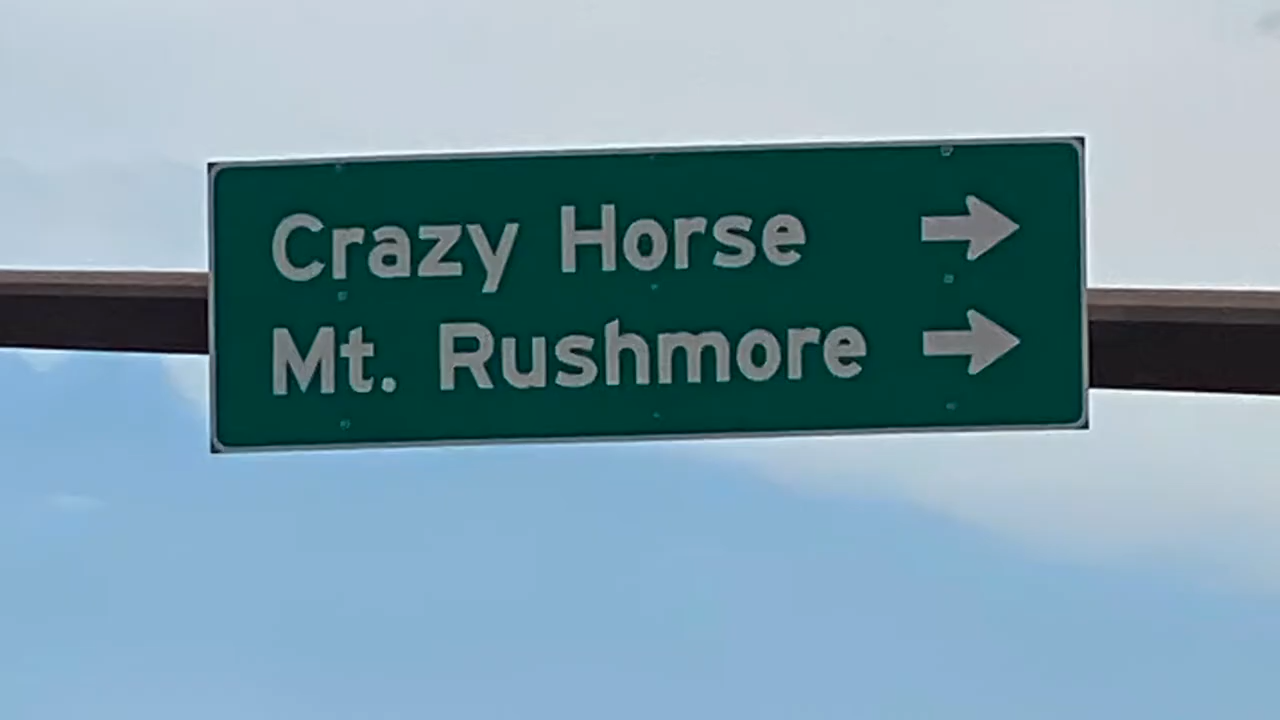 Crazy Horse →
Mt. Rushmore →